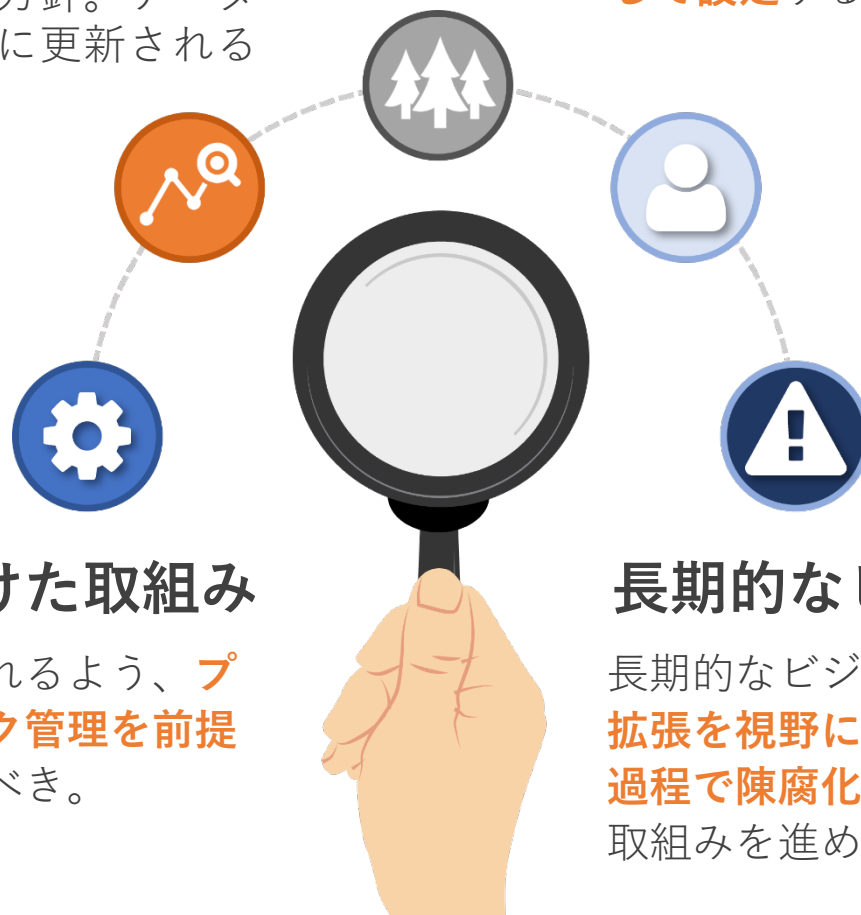 に更新される
けた取組み
れるよう、プ
ク管理を前提
べき。
長期的な
長期的なビジ
拡張を視野に
過程で陳腐化
取組みを進め